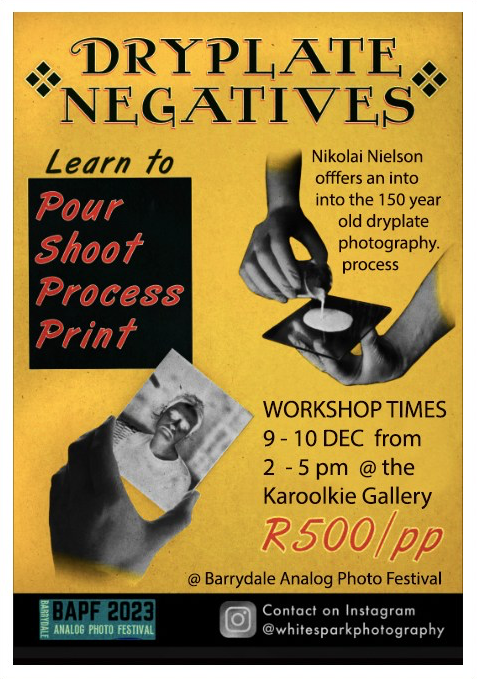 DRYPLATE
NEGATIVES
Learn to
Pour
Shoot
Process
Print
Nikolai Nielson
offfers an into
into the 150 year
old dryplate
photography.
process
WORKSHOP TIMES
9 - 10 DEC from
2 - 5 pm @ the
Karoolkie Gallery
R500/pp
@ Barrydale Analog Photo Festival
BARRYDALE
BAPF 2023
ANALOG PHOTO FESTIVAL
Contact on Instagram
@whitesparkphotography